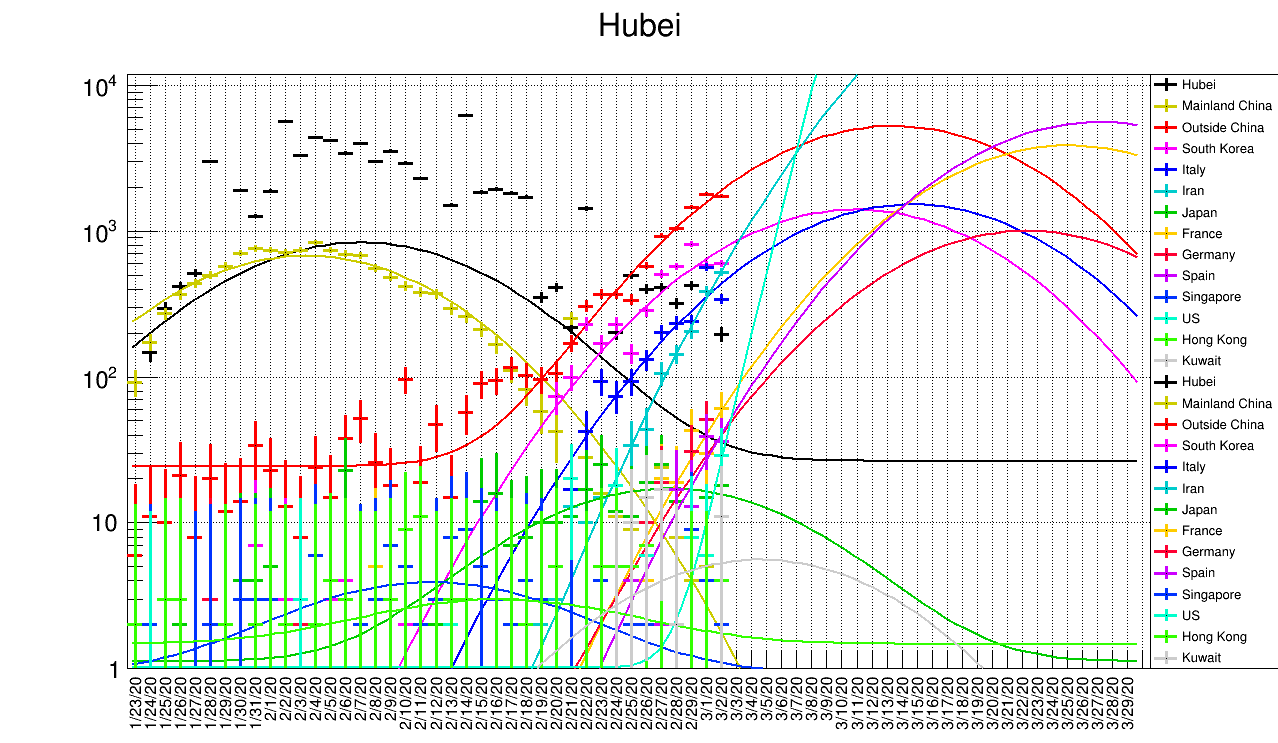 Hubei
10⁴
10³
10²
10
1
1/23/20
1/24/20
1/25/20
1/26/20
1/27/20
1/28/20
1/29/20
1/30/20
1/31/20
2/1/20
2/2/20
2/3/20
2/4/20
2/5/20
2/6/20
2/7/20
2/8/20
2/9/20
2/10/20
2/11/20
2/12/20
2/13/20
2/14/20
2/15/20
2/16/20
2/17/20
2/18/20
2/19/20
2/20/20
2/21/20
2/22/20
2/23/20
2/24/20
2/25/20
2/26/20
2/27/20
2/28/20
2/29/20
3/1/20
3/2/20
3/3/20
3/4/20
3/5/20
3/6/20
3/7/20
3/8/20
3/9/20
3/10/20
3/11/20
3/12/20
3/13/20
3/14/20
3/15/20
3/16/20
3/17/20
3/18/20
3/19/20
3/20/20
3/21/20
3/22/20
3/23/20
3/24/20
3/25/20
3/26/20
3/27/20
3/28/20
3/29/20
Hubei
Mainland China
Outside China
South Korea
Italy
Iran
Japan
France
Germany
Spain
Singapore
US
Hong Kong
Kuwait
Hubei
Mainland China
Outside China
South Korea
Italy
Iran
Japan
France
Germany
Spain
Singapore
US
Hong Kong
Kuwait